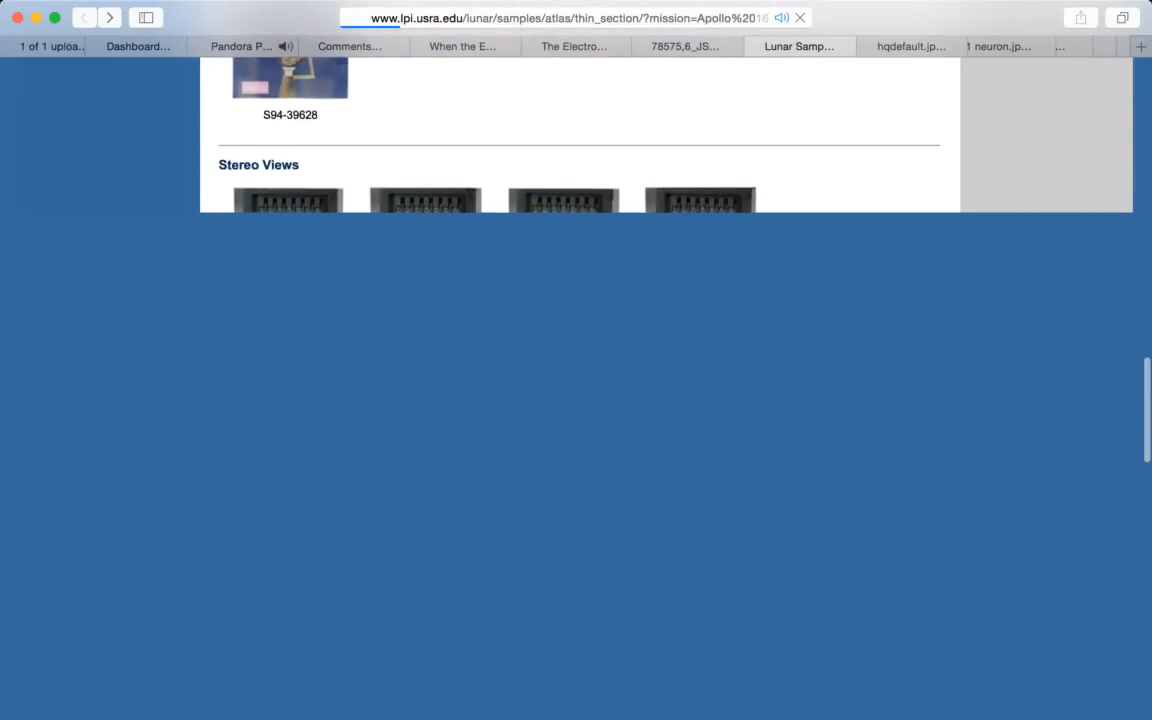 www.lpi.usra.edu/lunar/samples/atlas/thin_section/?mission=Apollo%2016
1 of 1 uploa..
Dashboard...
Pandora P...
Comments...
When the E...
The Electro...
78575,6_JS...
Lunar Samp...
hqdefault.jp...
1 neuron.jp...
...
S94-39628
Stereo Views